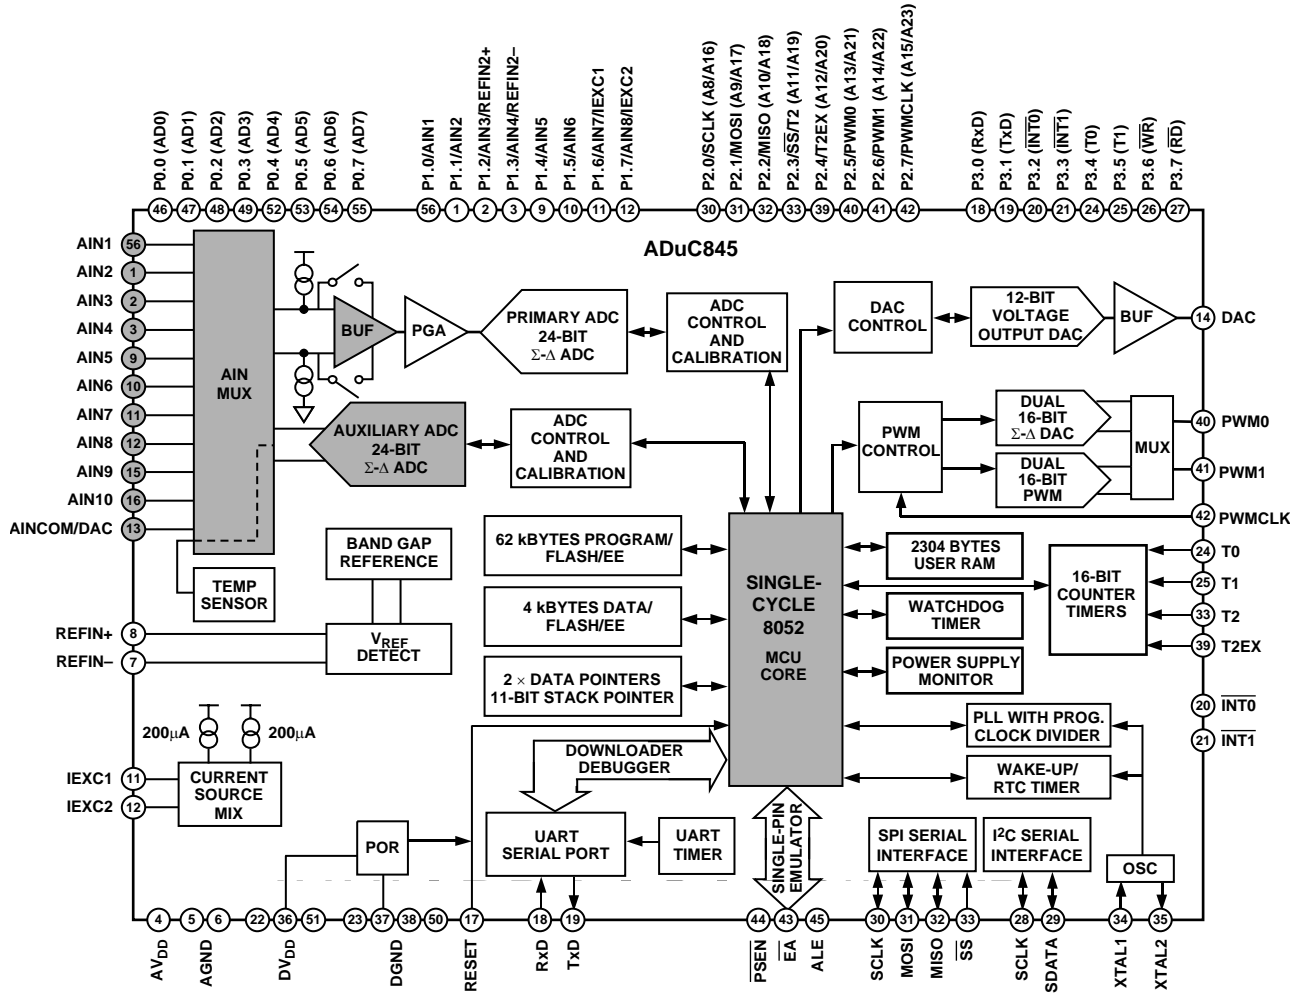 P0.0 (AD0)
P0.1 (AD1)
P0.2 (AD2)
P0.3 (AD3)
P0.4 (AD4)
P0.5 (AD5)
P0.6 (AD6)
P0.7 (AD7)
P1.0/AIN1
P1.1/AIN2
P1.2/AIN3/REFIN2+
P1.3/AIN4/REFIN2–
P1.4/AIN5
P1.5/AIN6
P1.6/AIN7/IEXC1
P1.7/AIN8/IEXC2
P2.0/SCLK (A8/A16)
P2.1/MOSI (A9/A17)
P2.2/MISO (A10/A18)
P2.3/SS/T2 (A11/A19)
P2.4/T2EX (A12/A20)
P2.5/PWM0 (A13/A21)
P2.6/PWM1 (A14/A22)
P2.7/PWMCLK (A15/A23)
P3.0 (RxD)
P3.1 (TxD)
P3.2 (INT0)
P3.3 (INT1)
P3.4 (T0)
P3.5 (T1)
P3.6 (WR)
P3.7 (RD)
46 47 48 49 52 53 54 55
56 1 2 3 9 10 11 12
30 31 32 33 39 40 41 42
18 19 20 21 24 25 26 27
ADuC845
AIN1 56
AIN2 1
AIN3 2
AIN4 3
AIN5 9
AIN6 10
AIN7 11
AIN8 12
AIN9 15
AIN10 16
AINCOM/DAC 13
AIN
MUX
BUF
PGA
PRIMARY ADC
24-BIT
Σ-Δ ADC
ADC
CONTROL
AND
CALIBRATION
DAC
CONTROL
12-BIT
VOLTAGE
OUTPUT DAC
BUF
14 DAC
AUXILIARY ADC
24-BIT
Σ-Δ ADC
ADC
CONTROL
AND
CALIBRATION
PWM
CONTROL
DUAL
16-BIT
Σ-Δ DAC
DUAL
16-BIT
PWM
MUX
40 PWM0
41 PWM1
42 PWMCLK
TEMP
SENSOR
BAND GAP
REFERENCE
VREF
DETECT
REFIN+ 8
REFIN– 7
62 kBYTES PROGRAM/
FLASH/EE
4 kBYTES DATA/
FLASH/EE
2 × DATA POINTERS
11-BIT STACK POINTER
SINGLE-
CYCLE
8052
MCU
CORE
2304 BYTES
USER RAM
WATCHDOG
TIMER
POWER SUPPLY
MONITOR
16-BIT
COUNTER
TIMERS
24 T0
25 T1
33 T2
39 T2EX
20 INT0
21 INT1
200µA 200µA
CURRENT
SOURCE
MIX
IEXC1 11
IEXC2 12
DOWNLOADER
DEBUGGER
PLL WITH PROG.
CLOCK DIVIDER
WAKE-UP/
RTC TIMER
POR
UART
SERIAL PORT
UART
TIMER
SINGLE-PIN
EMULATOR
SPI SERIAL
INTERFACE
I2C SERIAL
INTERFACE
OSC
4 5 6 22 36 51 23 37 38 50 17 18 19 44 43 45 30 31 32 33 28 29 34 35
AVDD
AGND
DVDD
DGND
RESET
RxD
TxD
PSEN
EA
ALE
SCLK
MOSI
MISO
SS
SCLK
SDATA
XTAL1
XTAL2